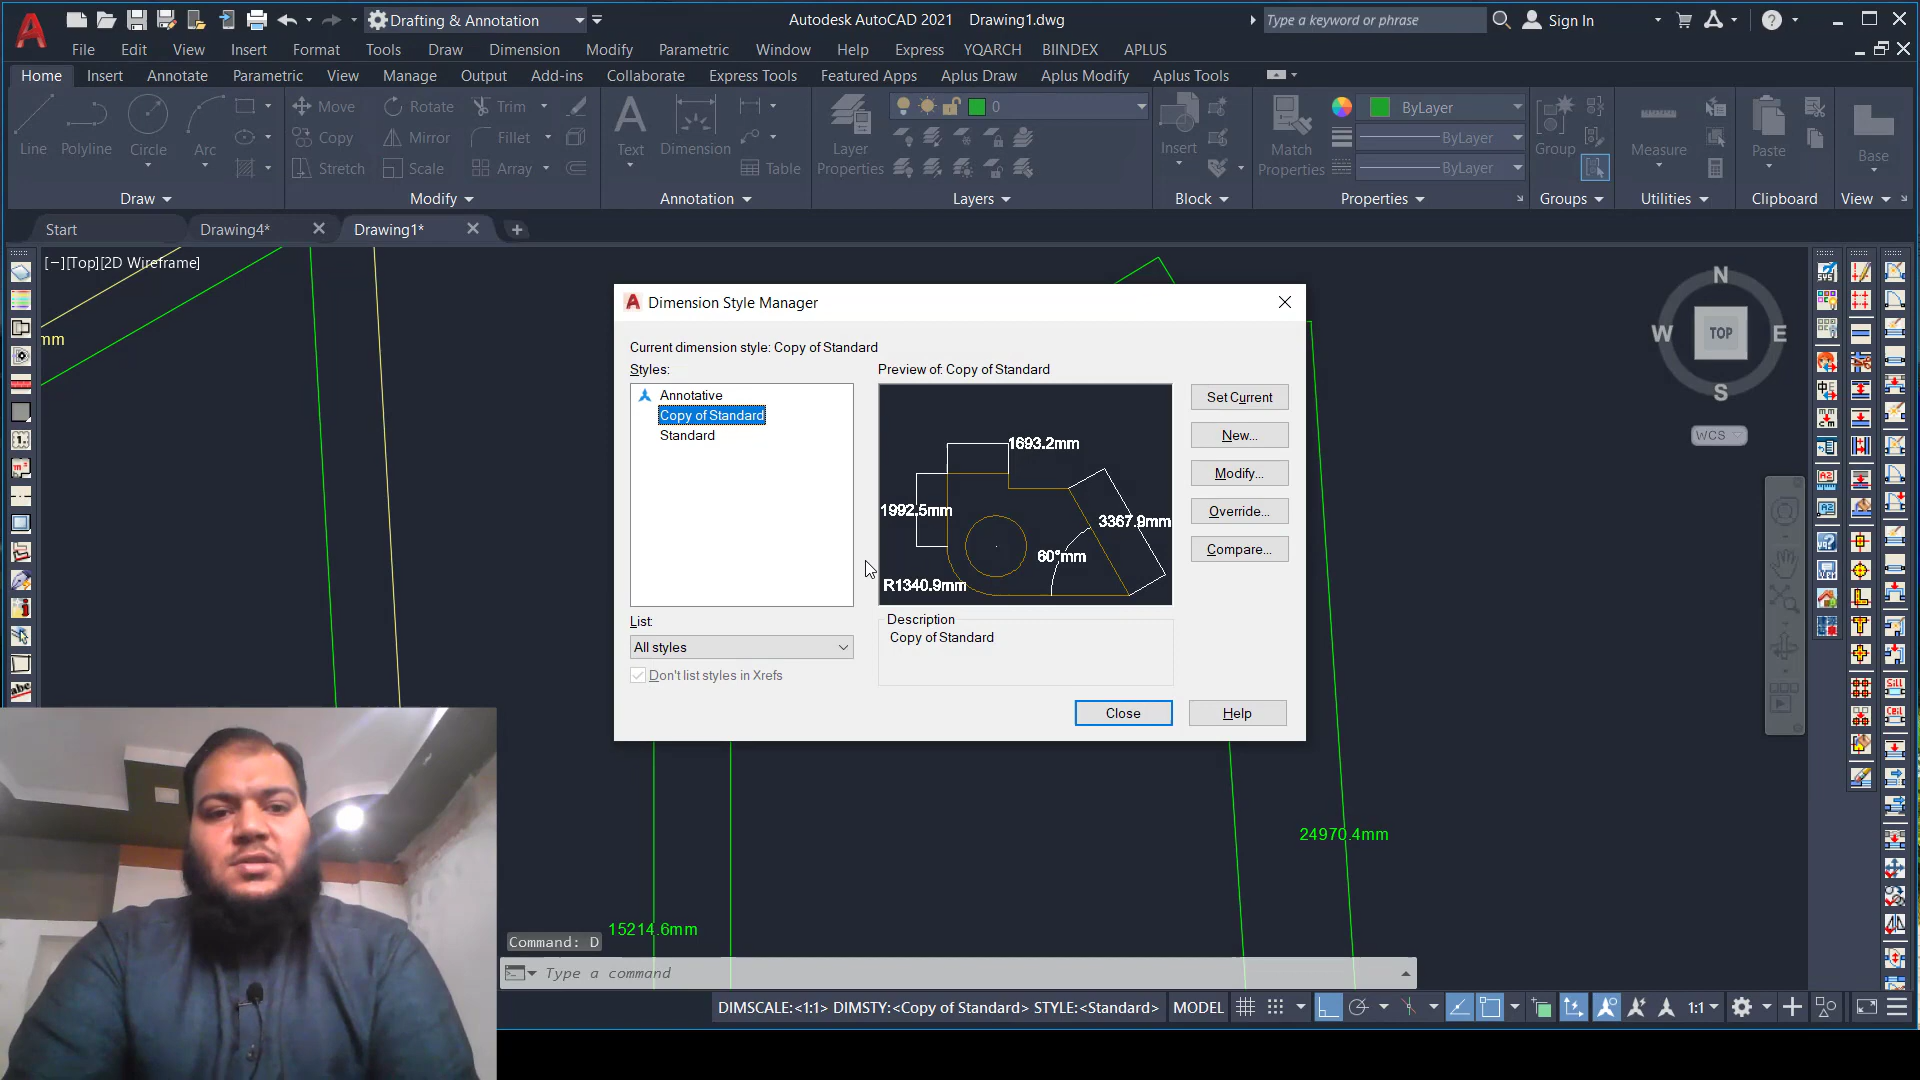 Drafting & Annotation
Autodesk AutoCAD 2021 Drawing1.dwg
Type a keyword or phrase
Sign In
File Edit View Insert Format Tools Draw Dimension Modify Parametric Window Help Express YQARCH BIINDEX APLUS
Home Insert Annotate Parametric View Manage Output Add-ins Collaborate Express Tools Featured Apps Aplus Draw Aplus Modify Aplus Tools
Line Polyline Circle Arc
Move Rotate Trim
Copy Mirror Fillet
Stretch Scale Array
Text Dimension Table
Layer Properties
0
Insert
Match Properties
ByLayer
ByLayer
ByLayer
Group
Measure
Paste
Base
Draw Modify Annotation Layers Block Properties Groups Utilities Clipboard View
Start Drawing4* Drawing1*
[−][Top][2D Wireframe]
mm
N
W TOP E
S
WCS
Dimension Style Manager
Current dimension style: Copy of Standard
Styles:
Annotative
Copy of Standard
Standard
Preview of: Copy of Standard
1693.2mm
1992.5mm
3367.9mm
60°mm
R1340.9mm
Set Current
New...
Modify...
Override...
Compare...
List:
All styles
Don't list styles in Xrefs
Description
Copy of Standard
Close
Help
24970.4mm
15214.6mm
Command: D
Type a command
DIMSCALE:<1:1> DIMSTY:<Copy of Standard> STYLE:<Standard> MODEL 1:1